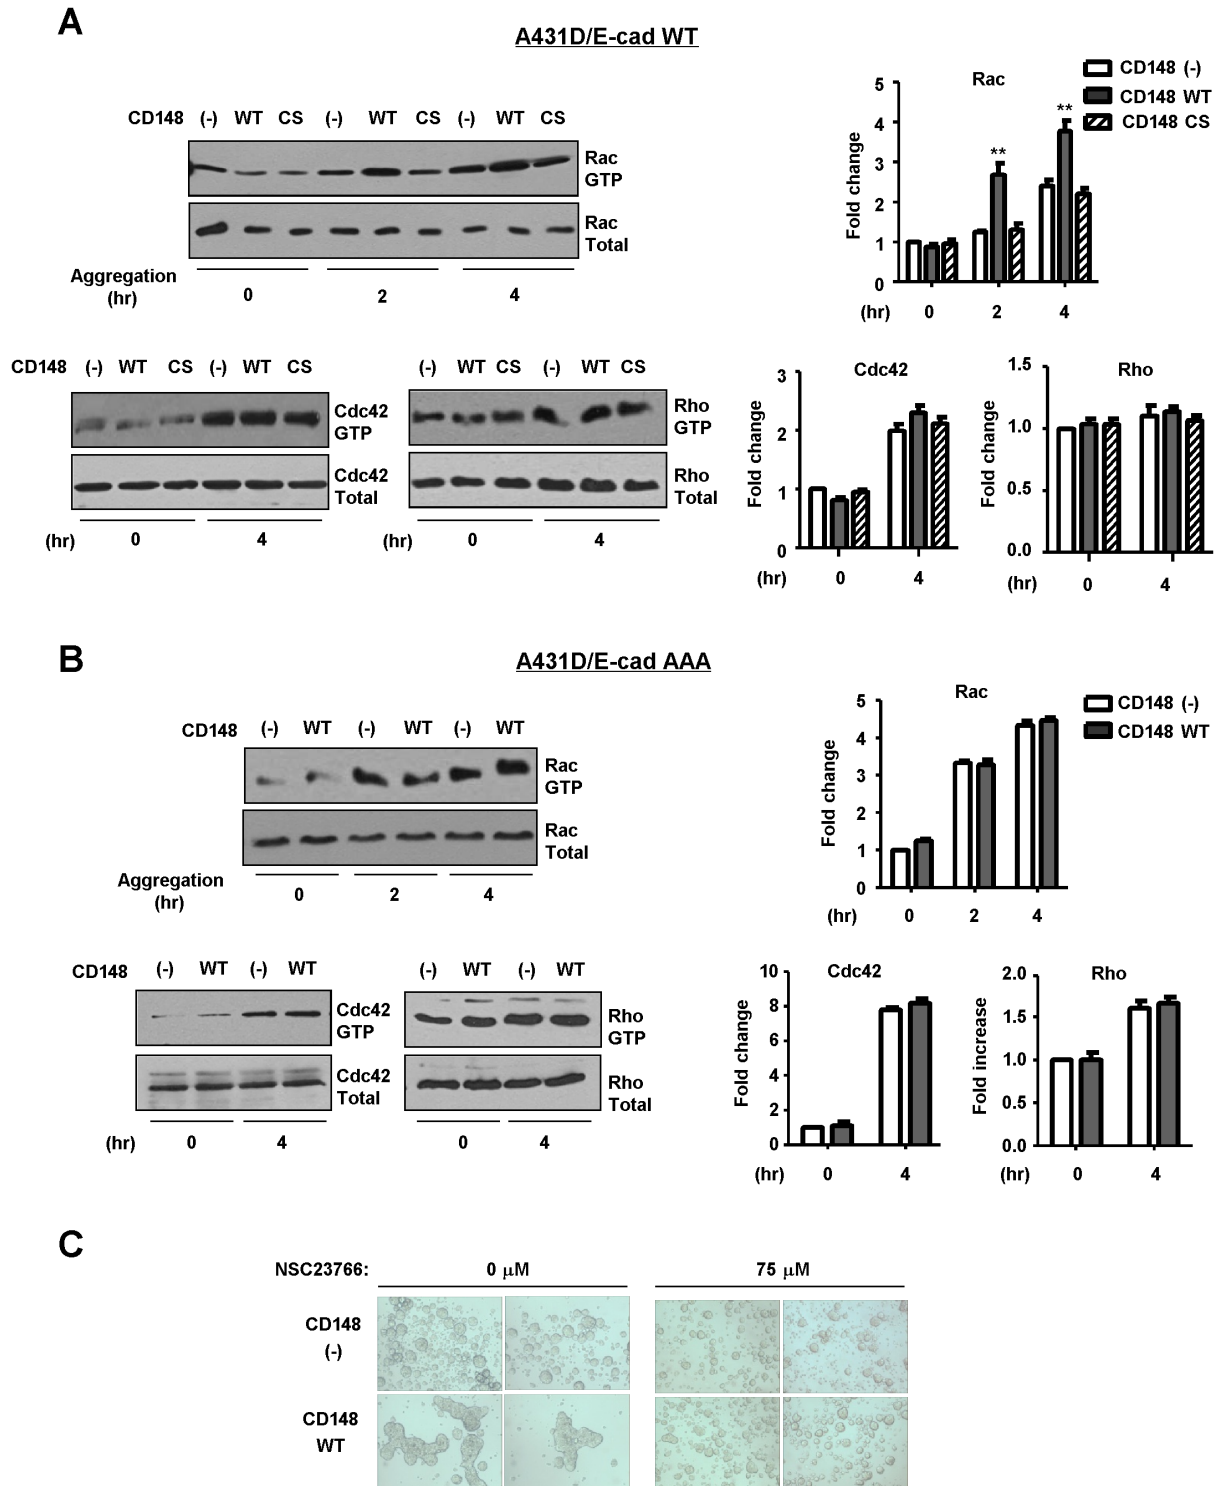 A
A431D/E-cad WT
CD148 (-) WT CS (-) WT CS (-) WT CS
Rac
GTP
Rac
Total
Aggregation
(hr)
0 2 4
Rac
CD148 (-)
CD148 WT
CD148 CS
Fold change
5
4
3
2
1
0
**
**
(hr) 0 2 4
CD148 (-) WT CS (-) WT CS
Cdc42
GTP
Cdc42
Total
(hr) 0 4
(-) WT CS (-) WT CS
Rho
GTP
Rho
Total
(hr) 0 4
Cdc42
Fold change
3
2
1
0
(hr) 0 4
Rho
Fold change
1.5
1.0
0.5
0.0
(hr) 0 4
B
A431D/E-cad AAA
CD148 (-) WT (-) WT (-) WT
Rac
GTP
Rac
Total
Aggregation
(hr)
0 2 4
Rac
CD148 (-)
CD148 WT
Fold change
5
4
3
2
1
0
(hr) 0 2 4
CD148 (-) WT (-) WT
Cdc42
GTP
Cdc42
Total
(hr) 0 4
(-) WT (-) WT
Rho
GTP
Rho
Total
0 4
Cdc42
Fold change
10
8
6
4
2
0
(hr) 0 4
Rho
Fold increase
2.0
1.5
1.0
0.5
0.0
(hr) 0 4
C
NSC23766: 0 μM 75 μM
CD148
(-)
CD148
WT